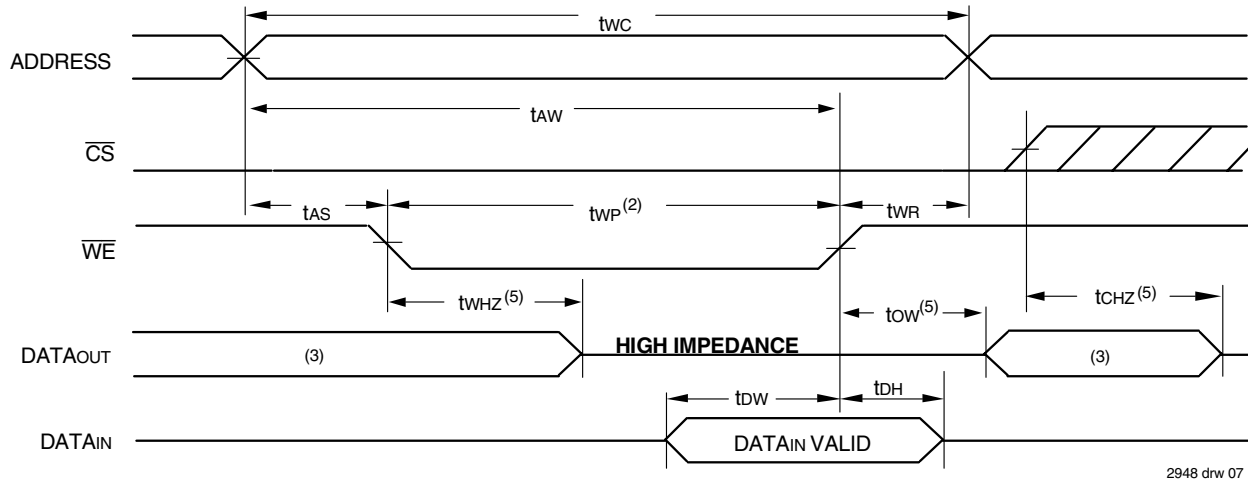 tWC
ADDRESS
tAW
CS
tAS
tWP(2)
tWR
WE
tWHZ(5)
tOW(5)
tCHZ(5)
DATAOUT
(3)
HIGH IMPEDANCE
(3)
tDW
tDH
DATAIN
DATAIN VALID
2948 drw 07